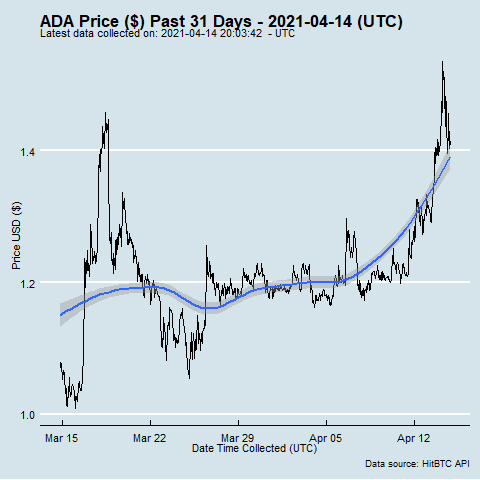 ADA Price ($) Past 31 Days - 2021-04-14 (UTC)
Latest data collected on: 2021-04-14 20:03:42 - UTC
Price USD ($)
1.4
1.2
1.0
Mar 15 Mar 22 Mar 29 Apr 05 Apr 12
Date Time Collected (UTC)
Data source: HitBTC API